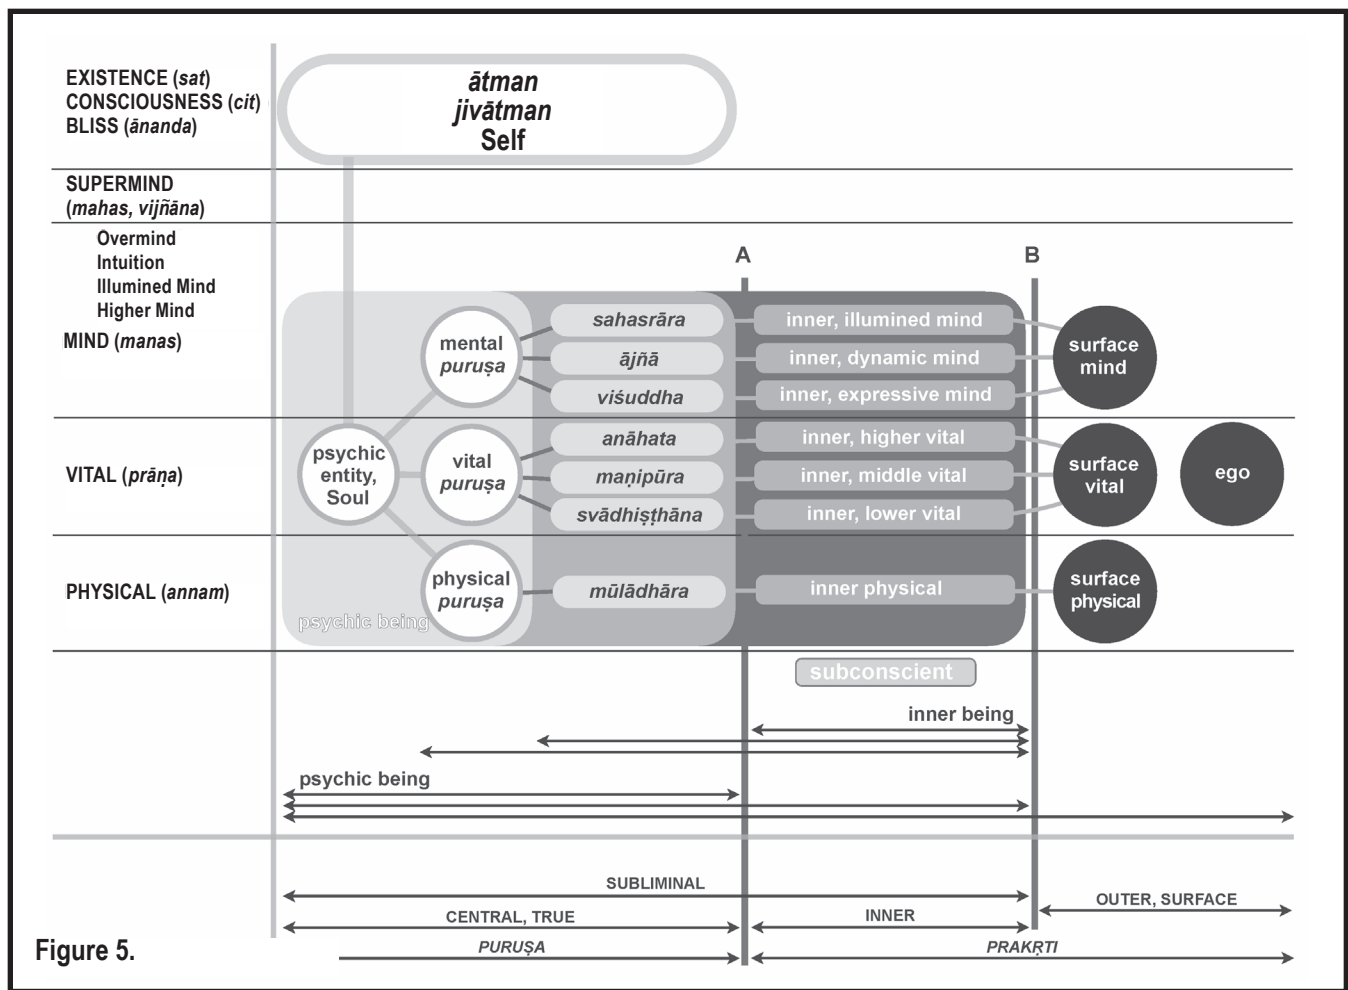 EXISTENCE (sat)
CONSCIOUSNESS (cit)
BLISS (ānanda)
ātman
jivātman
Self
SUPERMIND
(mahas, vijñāna)
Overmind
Intuition
Illumined Mind
Higher Mind
MIND (manas)
A
B
mental
puruṣa
sahasrāra
ājñā
viśuddha
inner, illumined mind
inner, dynamic mind
inner, expressive mind
surface
mind
VITAL (prāṇa)
psychic
entity,
Soul
vital
puruṣa
anāhata
maṇipūra
svādhiṣṭhāna
inner, higher vital
inner, middle vital
inner, lower vital
surface
vital
ego
PHYSICAL (annam)
physical
puruṣa
psychic being
mūlādhāra
inner physical
surface
physical
subconscient
inner being
psychic being
SUBLIMINAL
OUTER, SURFACE
CENTRAL, TRUE
INNER
PURUṢA
PRAKṚTI
Figure 5.